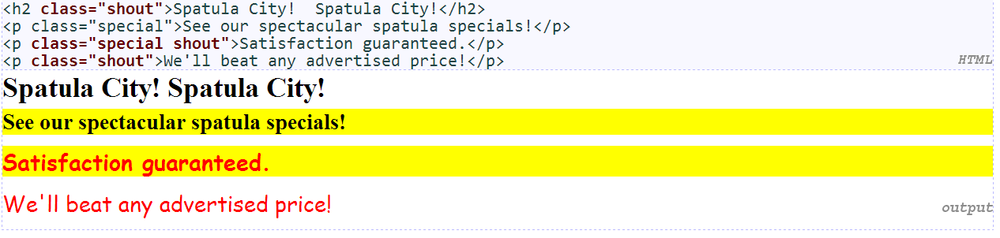 <h2 class="shout">Spatula City!  Spatula City!</h2>
<p class="special">See our spectacular spatula specials!</p>
<p class="special shout">Satisfaction guaranteed.</p>
<p class="shout">We'll beat any advertised price!</p>
HTML
Spatula City! Spatula City!
See our spectacular spatula specials!
Satisfaction guaranteed.
We'll beat any advertised price!
output